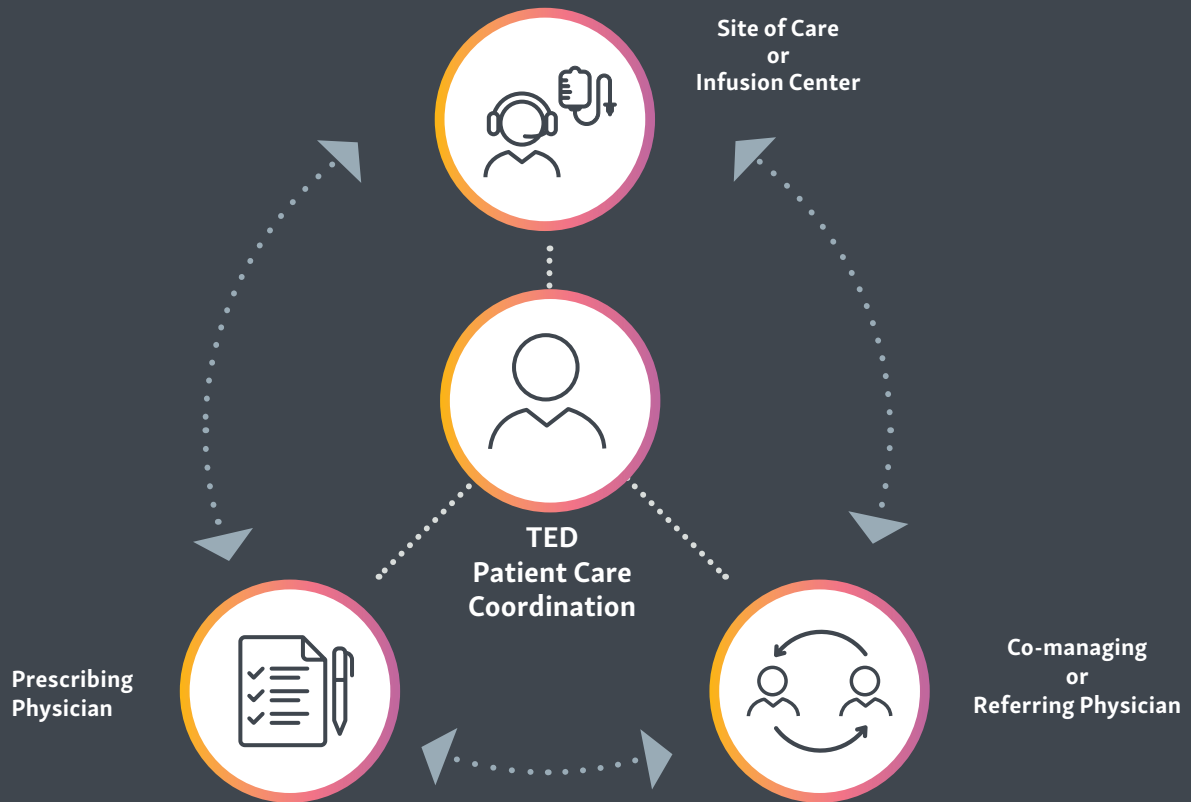 Site of Care
or
Infusion Center
TED
Patient Care
Coordination
Prescribing
Physician
Co-managing
or
Referring Physician